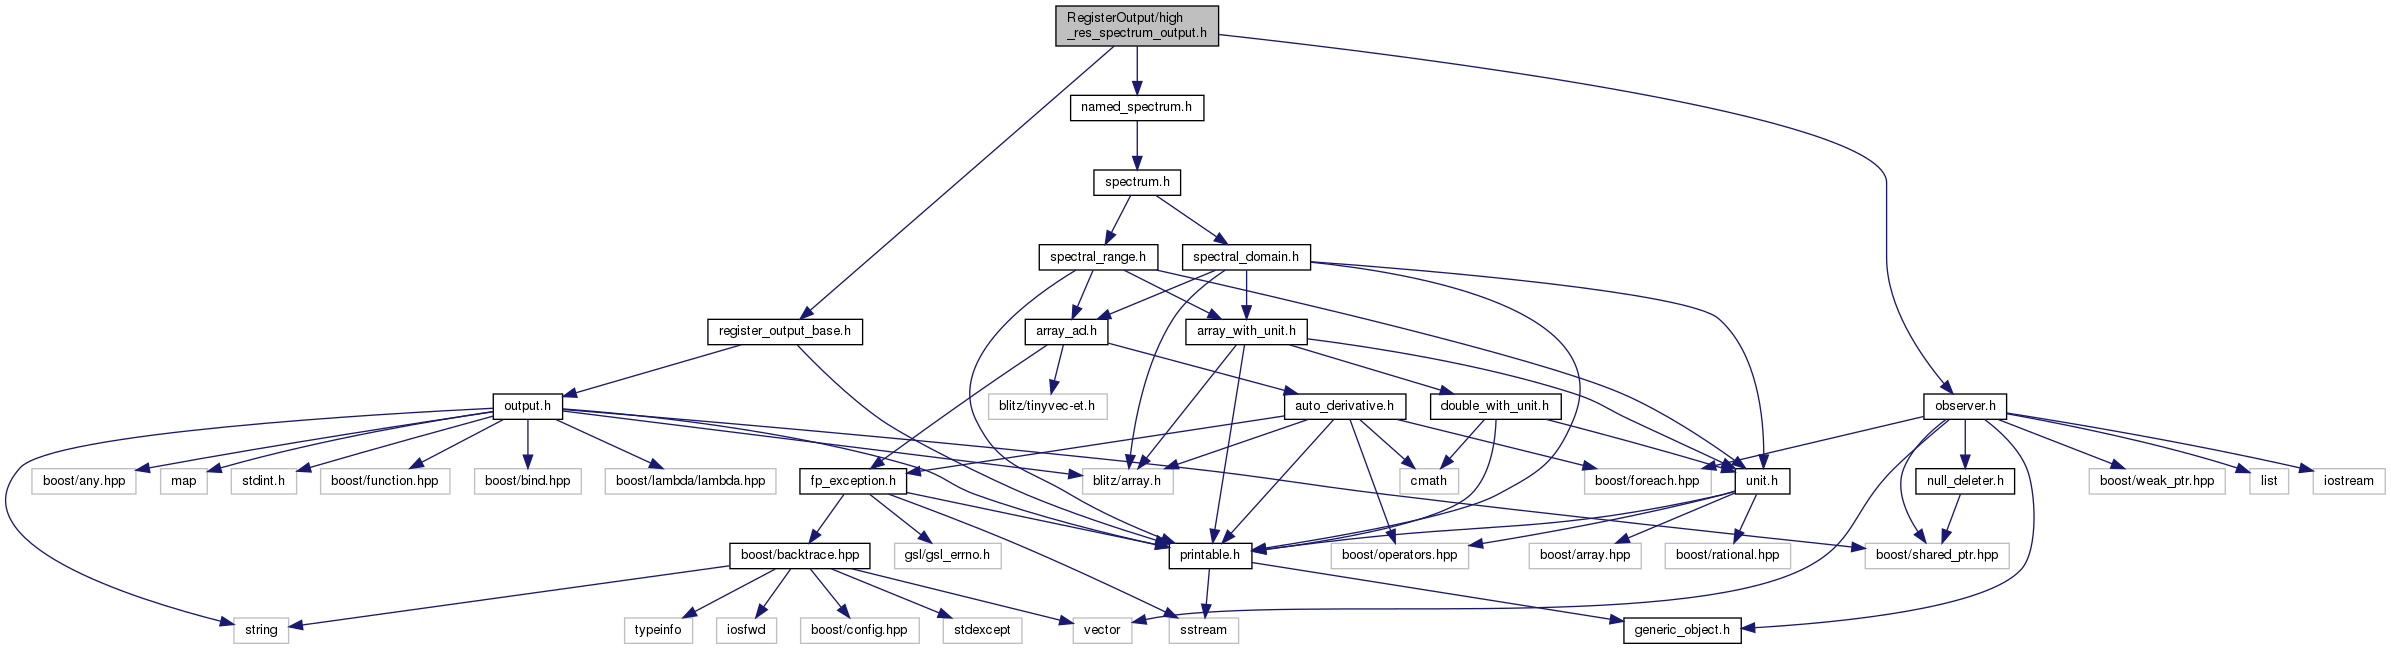 RegisterOutput/high
_res_spectrum_output.h
named_spectrum.h
spectrum.h
spectral_range.h
spectral_domain.h
register_output_base.h
array_ad.h
array_with_unit.h
output.h
blitz/tinyvec-et.h
auto_derivative.h
double_with_unit.h
observer.h
boost/any.hpp
map
stdint.h
boost/function.hpp
boost/bind.hpp
boost/lambda/lambda.hpp
fp_exception.h
blitz/array.h
cmath
boost/foreach.hpp
unit.h
null_deleter.h
boost/weak_ptr.hpp
list
iostream
boost/backtrace.hpp
gsl/gsl_errno.h
printable.h
boost/operators.hpp
boost/array.hpp
boost/rational.hpp
boost/shared_ptr.hpp
string
typeinfo
iosfwd
boost/config.hpp
stdexcept
vector
sstream
generic_object.h